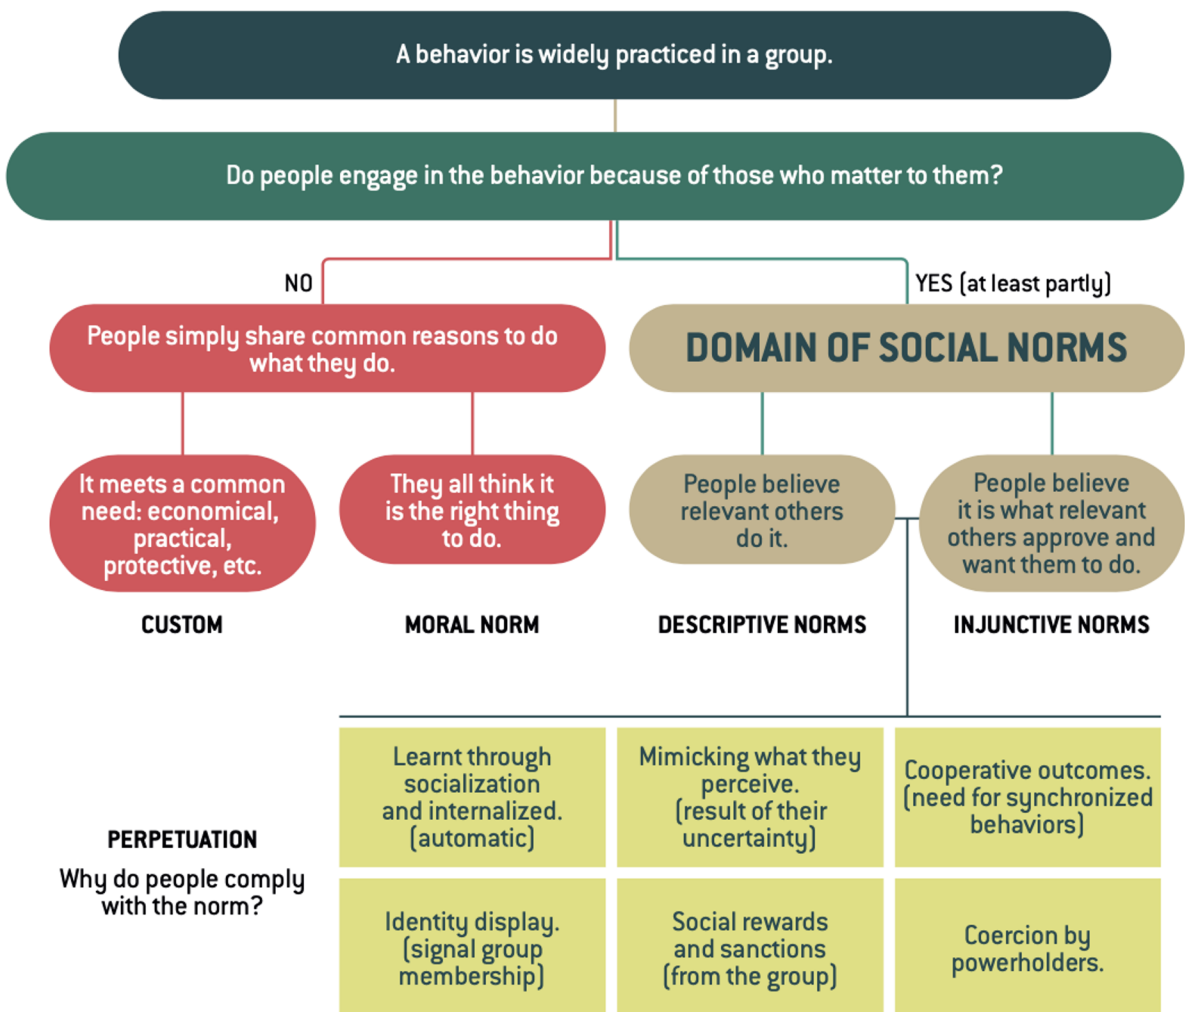 A behavior is widely practiced in a group.
Do people engage in the behavior because of those who matter to them?
NO
YES (at least partly)
People simply share common reasons to do
what they do.
DOMAIN OF SOCIAL NORMS
It meets a common
need: economical,
practical,
protective, etc.
They all think it
is the right thing
to do.
People believe
relevant others
do it.
People believe
it is what relevant
others approve and
want them to do.
CUSTOM
MORAL NORM
DESCRIPTIVE NORMS
INJUNCTIVE NORMS
PERPETUATION
Why do people comply
with the norm?
Learnt through
socialization
and internalized.
(automatic)
Mimicking what they
perceive.
(result of their
uncertainty)
Cooperative outcomes.
(need for synchronized
behaviors)
Identity display.
(signal group
membership)
Social rewards
and sanctions
(from the group)
Coercion by
powerholders.